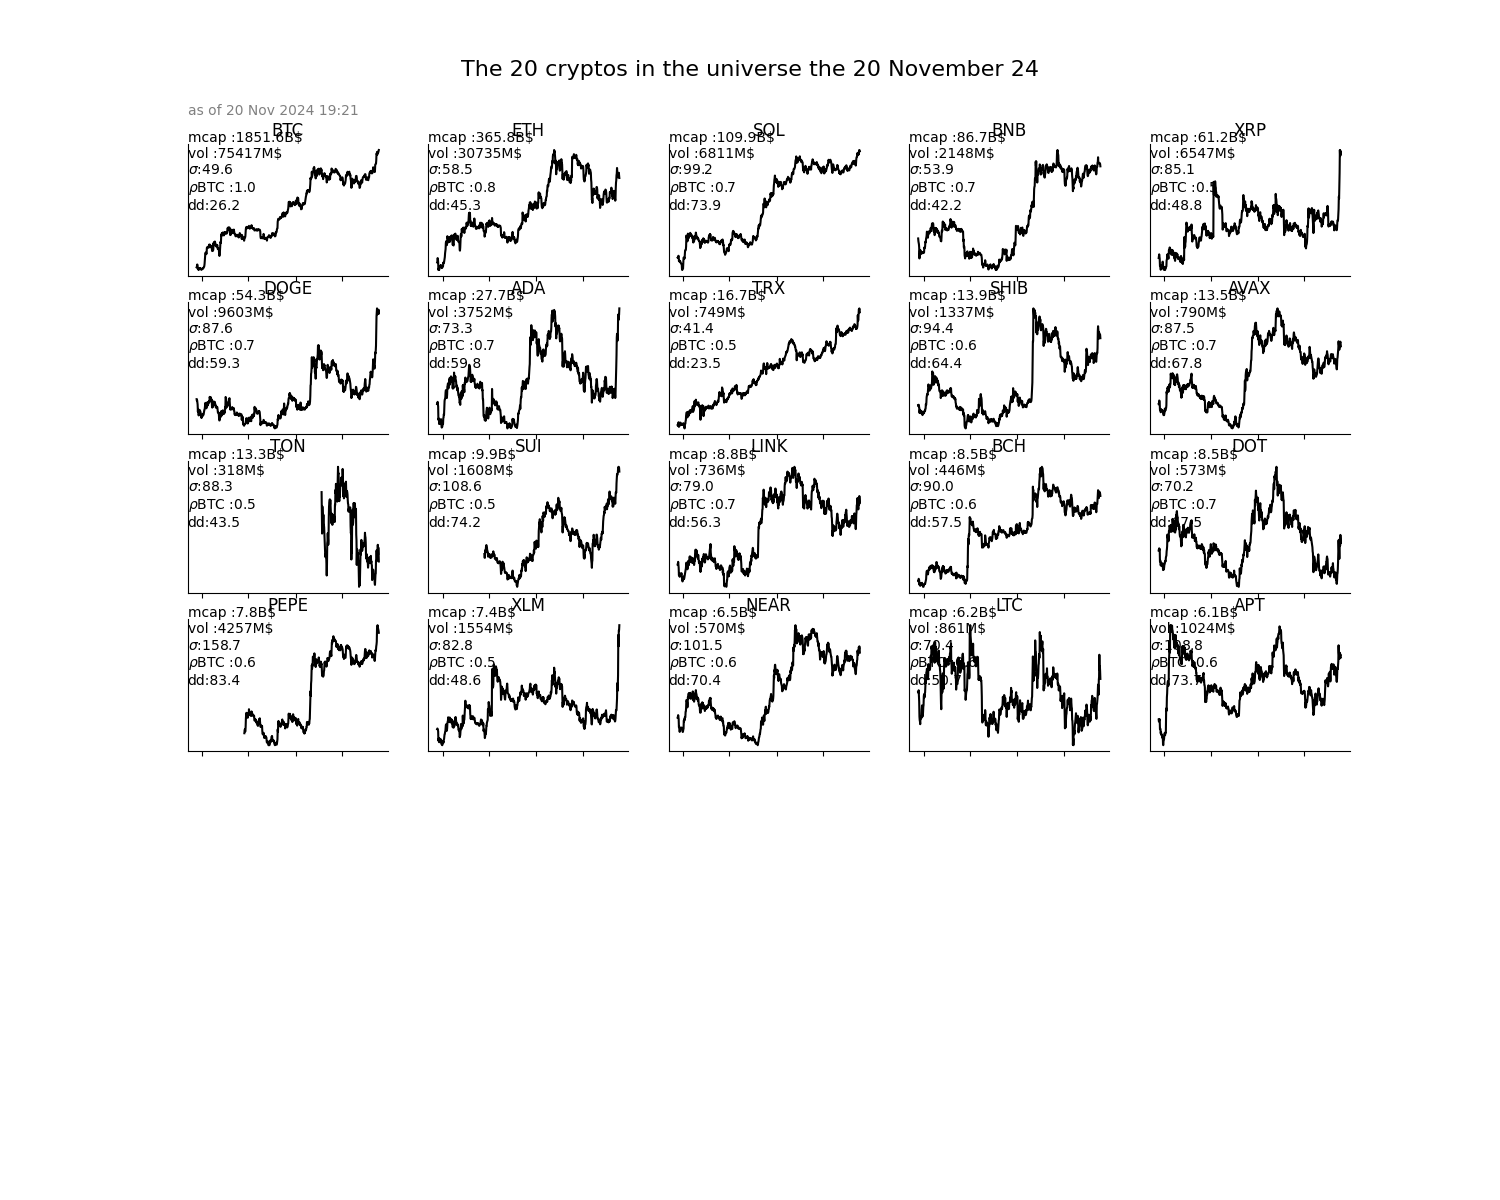 The 20 cryptos in the universe the 20 November 24
as of 20 Nov 2024 19:21
BTC
mcap :1851.6B$
vol :75417M$
σ:49.6
ρBTC :1.0
dd:26.2
ETH
mcap :365.8B$
vol :30735M$
σ:58.5
ρBTC :0.8
dd:45.3
SOL
mcap :109.9B$
vol :6811M$
σ:99.2
ρBTC :0.7
dd:73.9
BNB
mcap :86.7B$
vol :2148M$
σ:53.9
ρBTC :0.7
dd:42.2
XRP
mcap :61.2B$
vol :6547M$
σ:85.1
ρBTC :0.5
dd:48.8
DOGE
mcap :54.3B$
vol :9603M$
σ:87.6
ρBTC :0.7
dd:59.3
ADA
mcap :27.7B$
vol :3752M$
σ:73.3
ρBTC :0.7
dd:59.8
TRX
mcap :16.7B$
vol :749M$
σ:41.4
ρBTC :0.5
dd:23.5
SHIB
mcap :13.9B$
vol :1337M$
σ:94.4
ρBTC :0.6
dd:64.4
AVAX
mcap :13.5B$
vol :790M$
σ:87.5
ρBTC :0.7
dd:67.8
TON
mcap :13.3B$
vol :318M$
σ:88.3
ρBTC :0.5
dd:43.5
SUI
mcap :9.9B$
vol :1608M$
σ:108.6
ρBTC :0.5
dd:74.2
LINK
mcap :8.8B$
vol :736M$
σ:79.0
ρBTC :0.7
dd:56.3
BCH
mcap :8.5B$
vol :446M$
σ:90.0
ρBTC :0.6
dd:57.5
DOT
mcap :8.5B$
vol :573M$
σ:70.2
ρBTC :0.7
PEPE
mcap :7.8B$
vol :4257M$
σ:158.7
ρBTC :0.6
dd:83.4
XLM
mcap :7.4B$
vol :1554M$
σ:82.8
ρBTC :0.5
dd:48.6
NEAR
mcap :6.5B$
vol :570M$
σ:101.5
ρBTC :0.6
dd:70.4
LTC
mcap :6.2B$
vol :861M$
σ:70.4
APT
mcap :6.1B$
vol :1024M$
σ:108.8
ρBTC :0.6